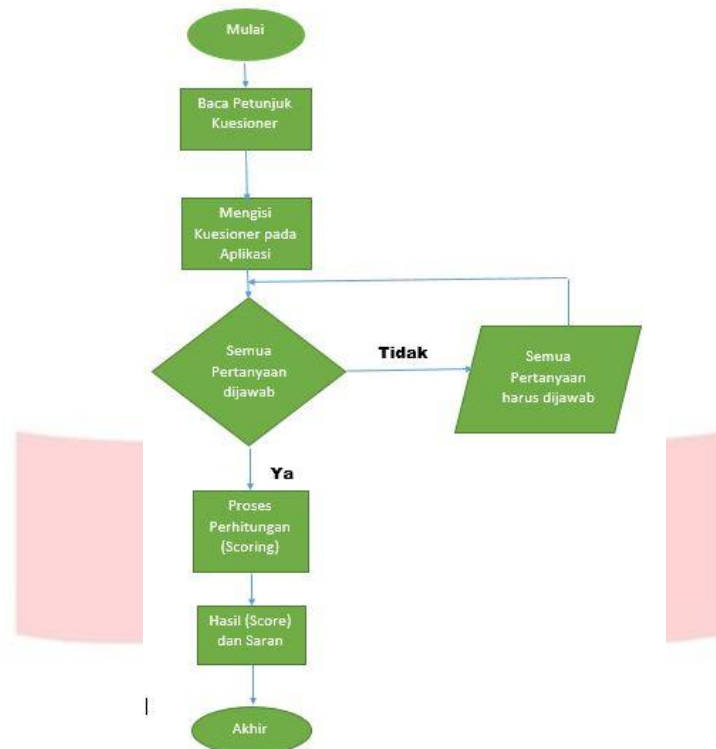 Mulai
Baca Petunjuk
Kuesioner
Mengisi
Kuesioner pada
Aplikasi
Semua
Pertanyaan
dijawab
Tidak
Semua
Pertanyaan
harus dijawab
Ya
Proses
Perhitungan
(Scoring)
Hasil (Score)
dan Saran
Akhir